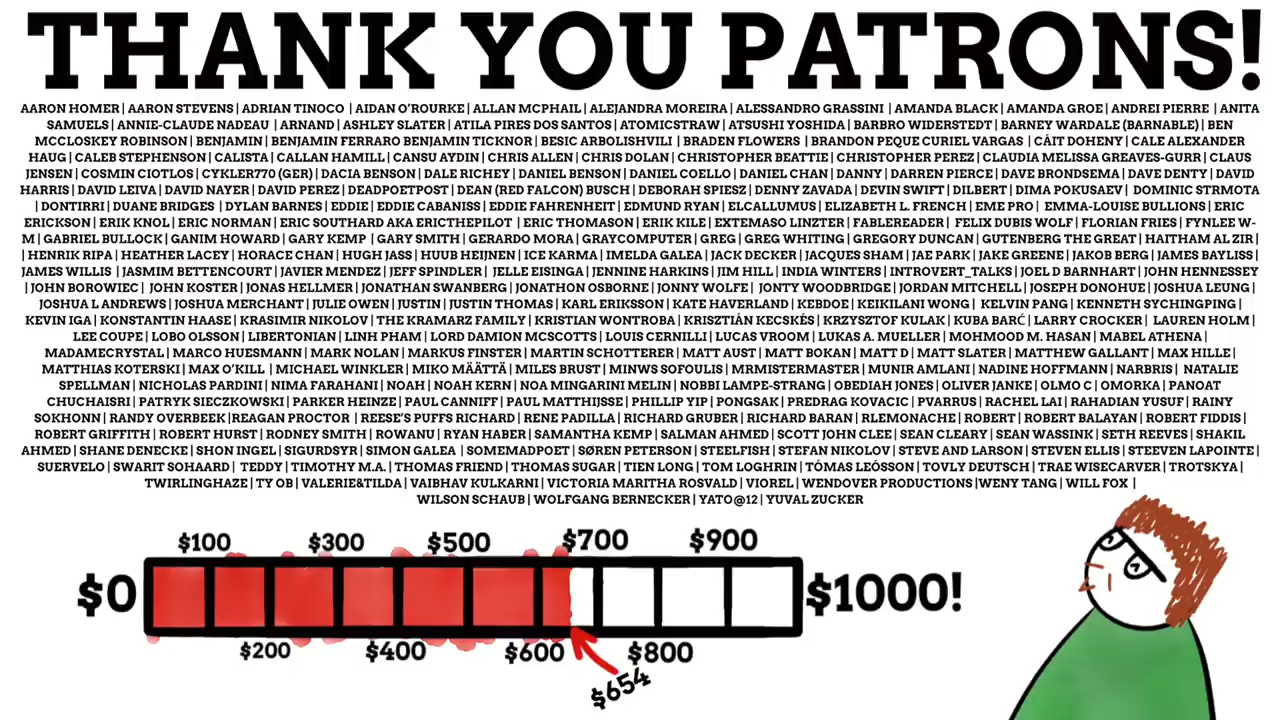 THANK YOU PATRONS!
AARON HOMER | AARON STEVENS | ADRIAN TINOCO | AIDAN O'ROURKE | ALLAN MCPHAIL | ALEJANDRA MOREIRA | ALESSANDRO GRASSINI | AMANDA BLACK | AMANDA GROE | ANDREI PIERRE | ANITA
SAMUELS | ANNIE-CLAUDE NADEAU | ARNAND | ASHLEY SLATER | ATILA PIRES DOS SANTOS | ATOMICSTRAW | ATSUSHI YOSHIDA | BARBRO WIDERSTEDT | BARNEY WARDALE (BARNABLE) | BEN
MCCLOSKEY ROBINSON | BENJAMIN | BENJAMIN FERRARO BENJAMIN TICKNOR | BESIC ARBOLISHVILI | BRADEN FLOWERS | BRANDON PEQUE CURIEL VARGAS | CÁIT DOHENY | CALE ALEXANDER
HAUG | CALEB STEPHENSON | CALISTA | CALLAN HAMILL | CANSU AYDIN | CHRIS ALLEN | CHRIS DOLAN | CHRISTOPHER BEATTIE | CHRISTOPHER PEREZ | CLAUDIA MELISSA GREAVES-GURR | CLAUS
JENSEN | COSMIN CIOTLOS | CYKLER770 (GER) | DACIA BENSON | DALE RICHEY | DANIEL BENSON | DANIEL COELLO | DANIEL CHAN | DANNY | DARREN PIERCE | DAVE BRONDSEMA | DAVE DENTY | DAVID
HARRIS | DAVID LEIVA | DAVID NAYER | DAVID PEREZ | DEADPOETPOST | DEAN (RED FALCON) BUSCH | DEBORAH SPIESZ | DENNY ZAVADA | DEVIN SWIFT | DILBERT | DIMA POKUSAEV | DOMINIC STRMOTA
| DONTIRRI | DUANE BRIDGES | DYLAN BARNES | EDDIE | EDDIE CABANISS | EDDIE FAHRENHEIT | EDMUND RYAN | ELCALLUMUS | ELIZABETH L. FRENCH | EME PRO | EMMA-LOUISE BULLIONS | ERIC
ERICKSON | ERIK KNOL | ERIC NORMAN | ERIC SOUTHARD AKA ERICTHEPILOT | ERIC THOMASON | ERIK KILE | EXTEMASO LINZTER | FABLEREADER | FELIX DUBIS WOLF | FLORIAN FRIES | FYNLEE W-
M | GABRIEL BULLOCK | GANIM HOWARD | GARY KEMP | GARY SMITH | GERARDO MORA | GRAYCOMPUTER | GREG | GREG WHITING | GREGORY DUNCAN | GUTENBERG THE GREAT | HAITHAM AL ZIR |
| HENRIK RIPA | HEATHER LACEY | HORACE CHAN | HUGH JASS | HUUB HEIJNEN | ICE KARMA | IMELDA GALEA | JACK DECKER | JACQUES SHAM | JAE PARK | JAKE GREENE | JAKOB BERG | JAMES BAYLISS |
JAMES WILLIS | JASMIM BETTENCOURT | JAVIER MENDEZ | JEFF SPINDLER | JELLE EISINGA | JENNINE HARKINS | JIM HILL | INDIA WINTERS | INTROVERT_TALKS | JOEL D BARNHART | JOHN HENNESSEY
| JOHN BOROWIEC | JOHN KOSTER | JONAS HELLMER | JONATHAN SWANBERG | JONATHON OSBORNE | JONNY WOLFE | JONTY WOODBRIDGE | JORDAN MITCHELL | JOSEPH DONOHUE | JOSHUA LEUNG |
JOSHUA L ANDREWS | JOSHUA MERCHANT | JULIE OWEN | JUSTIN | JUSTIN THOMAS | KARL ERIKSSON | KATE HAVERLAND | KEBDOE | KEIKILANI WONG | KELVIN PANG | KENNETH SYCHINGPING |
KEVIN IGA | KONSTANTIN HAASE | KRASIMIR NIKOLOV | THE KRAMARZ FAMILY | KRISTIAN WONTROBA | KRISZTIÁN KECSKÉS | KRZYSZTOF KULAK | KUBA BARĆ | LARRY CROCKER | LAUREN HOLM |
LEE COUPE | LOBO OLSSON | LIBERTONIAN | LINH PHAM | LORD DAMION MCSCOTTS | LOUIS CERNILLI | LUCAS VROOM | LUKAS A. MUELLER | MOHMOOD M. HASAN | MABEL ATHENA |
MADAMECRYSTAL | MARCO HUESMANN | MARK NOLAN | MARKUS FINSTER | MARTIN SCHOTTERER | MATT AUST | MATT BOKAN | MATT D | MATT SLATER | MATTHEW GALLANT | MAX HILLE |
MATTHIAS KOTERSKI | MAX O'KILL | MICHAEL WINKLER | MIKO MÄÄTTÄ | MILES BRUST | MINWS SOFOULIS | MRMISTERMASTER | MUNIR AMLANI | NADINE HOFFMANN | NARBRIS | NATALIE
SPELLMAN | NICHOLAS PARDINI | NIMA FARAHANI | NOAH | NOAH KERN | NOA MINGARINI MELIN | NOBBI LAMPE-STRANG | OBEDIAH JONES | OLIVER JANKE | OLMO C | OMORKA | PANOAT
CHUCHAISRI | PATRYK SIECZKOWSKI | PARKER HEINZE | PAUL CANNIFF | PAUL MATTHIJSSE | PHILLIP YIP | PONGSAK | PREDRAG KOVACIC | PVARRUS | RACHEL LAI | RAHADIAN YUSUF | RAINY
SOKHONN | RANDY OVERBEEK |REAGAN PROCTOR | REESE'S PUFFS RICHARD | RENE PADILLA | RICHARD GRUBER | RICHARD BARAN | RLEMONACHE | ROBERT | ROBERT BALAYAN | ROBERT FIDDIS |
ROBERT GRIFFITH | ROBERT HURST | RODNEY SMITH | ROWANU | RYAN HABER | SAMANTHA KEMP | SALMAN AHMED | SCOTT JOHN CLEE | SEAN CLEARY | SEAN WASSINK | SETH REEVES | SHAKIL
AHMED | SHANE DENECKE | SHON INGEL | SIGURDSYR | SIMON GALEA | SOMEMADPOET | SØREN PETERSON | STEELFISH | STEFAN NIKOLOV | STEVE AND LARSON | STEVEN ELLIS | STEEVEN LAPOINTE |
SUERVELO | SWARIT SOHAARD | TEDDY | TIMOTHY M.A. | THOMAS FRIEND | THOMAS SUGAR | TIEN LONG | TOM LOGHRIN | TÓMAS LEÓSSON | TOVLY DEUTSCH | TRAE WISECARVER | TROTSKYA |
TWIRLINGHAZE | TY OB | VALERIE&TILDA | VAIBHAV KULKARNI | VICTORIA MARITHA ROSVALD | VIOREL | WENDOVER PRODUCTIONS |WENY TANG | WILL FOX |
WILSON SCHAUB | WOLFGANG BERNECKER | YATO@12 | YUVAL ZUCKER
$100 $300 $500 $700 $900
$0 $1000!
$200 $400 $600 $800
$654